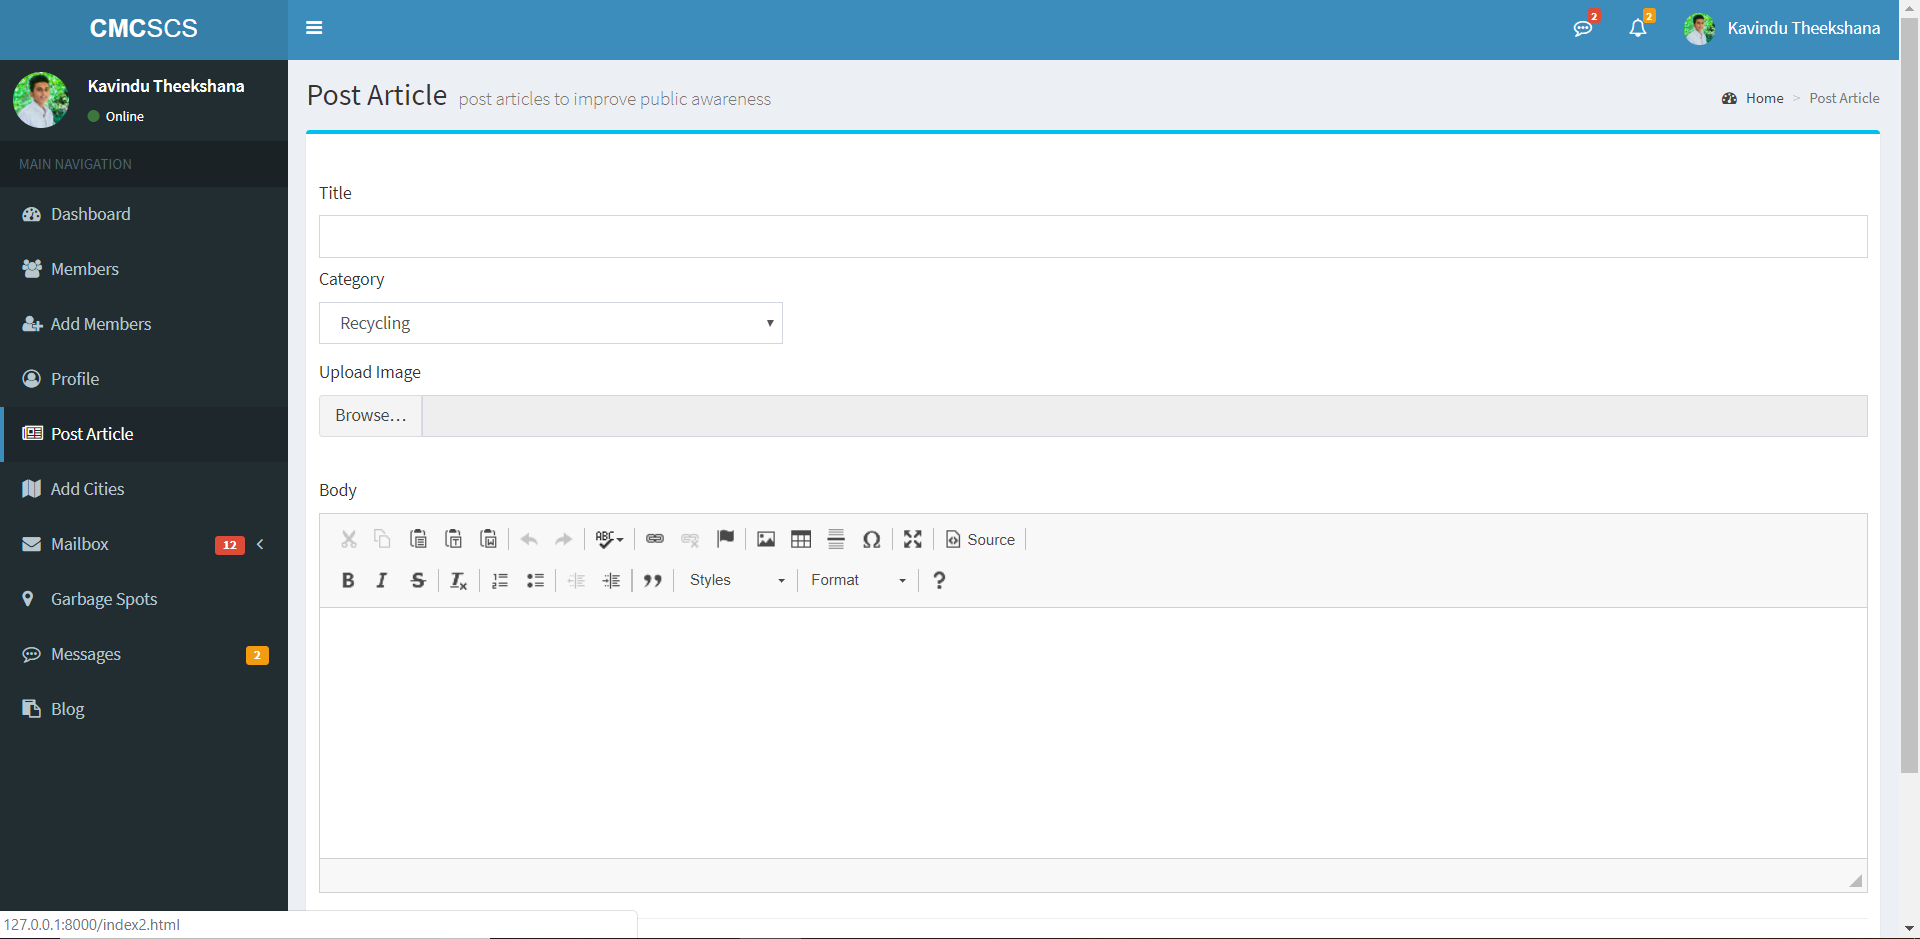 CMCSCS
2
2
Kavindu Theekshana
Kavindu Theekshana
Online
MAIN NAVIGATION
Dashboard
Members
Add Members
Profile
Post Article
Add Cities
Mailbox 12
Garbage Spots
Messages 2
Blog
Post Article post articles to improve public awareness
Home > Post Article
Title
Category
Recycling
Upload Image
Browse...
Body
ABC Ω Source
B I S Tx Styles Format ?
127.0.0.1:8000/index2.html